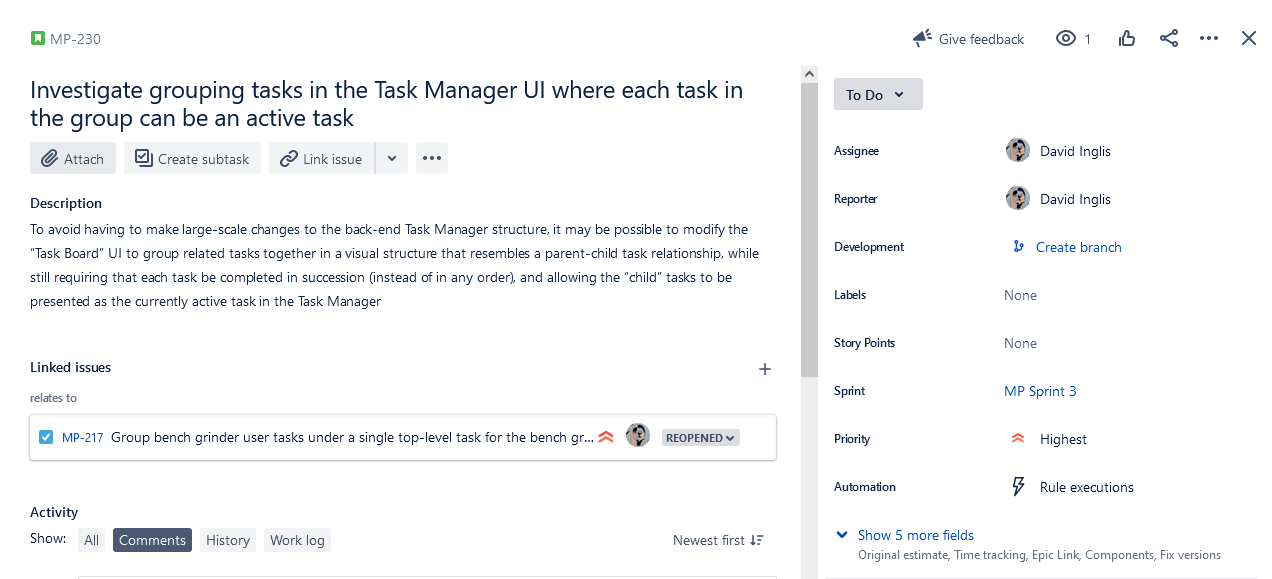 MP-230
Give feedback
1
Investigate grouping tasks in the Task Manager UI where each task in
the group can be an active task
Attach
Create subtask
Link issue
Description
To avoid having to make large-scale changes to the back-end Task Manager structure, it may be possible to modify the
“Task Board” UI to group related tasks together in a visual structure that resembles a parent-child task relationship, while
still requiring that each task be completed in succession (instead of in any order), and allowing the “child” tasks to be
presented as the currently active task in the Task Manager
Linked issues
relates to
MP-217 Group bench grinder user tasks under a single top-level task for the bench gr... REOPENED
Activity
Show: All Comments History Work log Newest first
To Do
Assignee David Inglis
Reporter David Inglis
Development Create branch
Labels None
Story Points None
Sprint MP Sprint 3
Priority Highest
Automation Rule executions
Show 5 more fields
Original estimate, Time tracking, Epic Link, Components, Fix versions